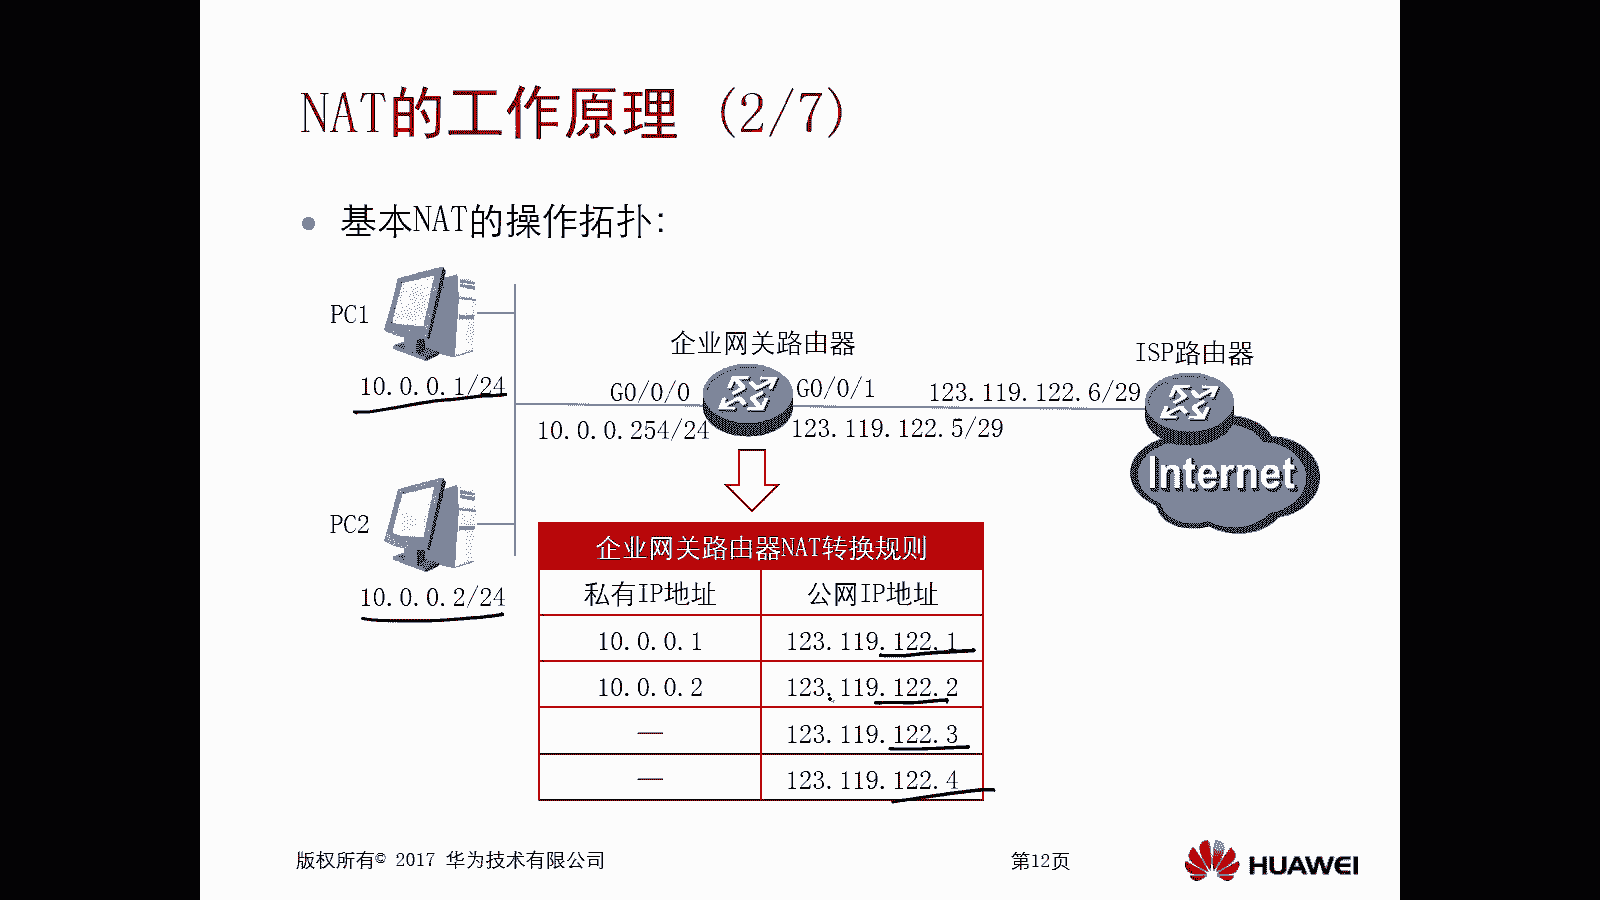 NAT的工作原理 (2/7)
基本NAT的操作拓扑:
PC1
10.0.0.1/24
企业网关路由器
ISP路由器
G0/0/0
G0/0/1
123.119.122.6/29
10.0.0.254/24
123.119.122.5/29
Internet
PC2
10.0.0.2/24
企业网关路由器NAT转换规则
私有IP地址 公网IP地址
10.0.0.1 123.119.122.1
10.0.0.2 123.119.122.2
— 123.119.122.3
— 123.119.122.4
版权所有© 2017 华为技术有限公司
第12页
HUAWEI